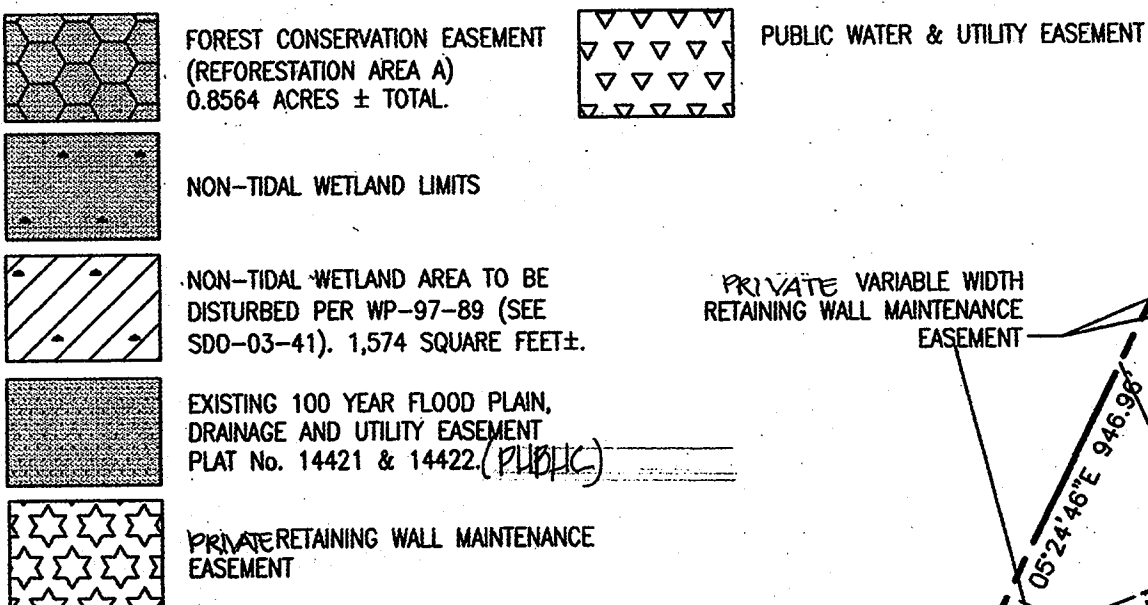 FOREST CONSERVATION EASEMENT
(REFORESTATION AREA A)
0.8564 ACRES ± TOTAL.
PUBLIC WATER & UTILITY EASEMENT
NON-TIDAL WETLAND LIMITS
NON-TIDAL WETLAND AREA TO BE
DISTURBED PER WP-97-89 (SEE
SDO-03-41). 1,574 SQUARE FEET±.
EXISTING 100 YEAR FLOOD PLAIN,
DRAINAGE AND UTILITY EASEMENT
PLAT No. 14421 & 14422. (PUBLIC)
PRIVATE RETAINING WALL MAINTENANCE
EASEMENT
PRIVATE VARIABLE WIDTH
RETAINING WALL MAINTENANCE
EASEMENT
05°24'46"E 946.96'